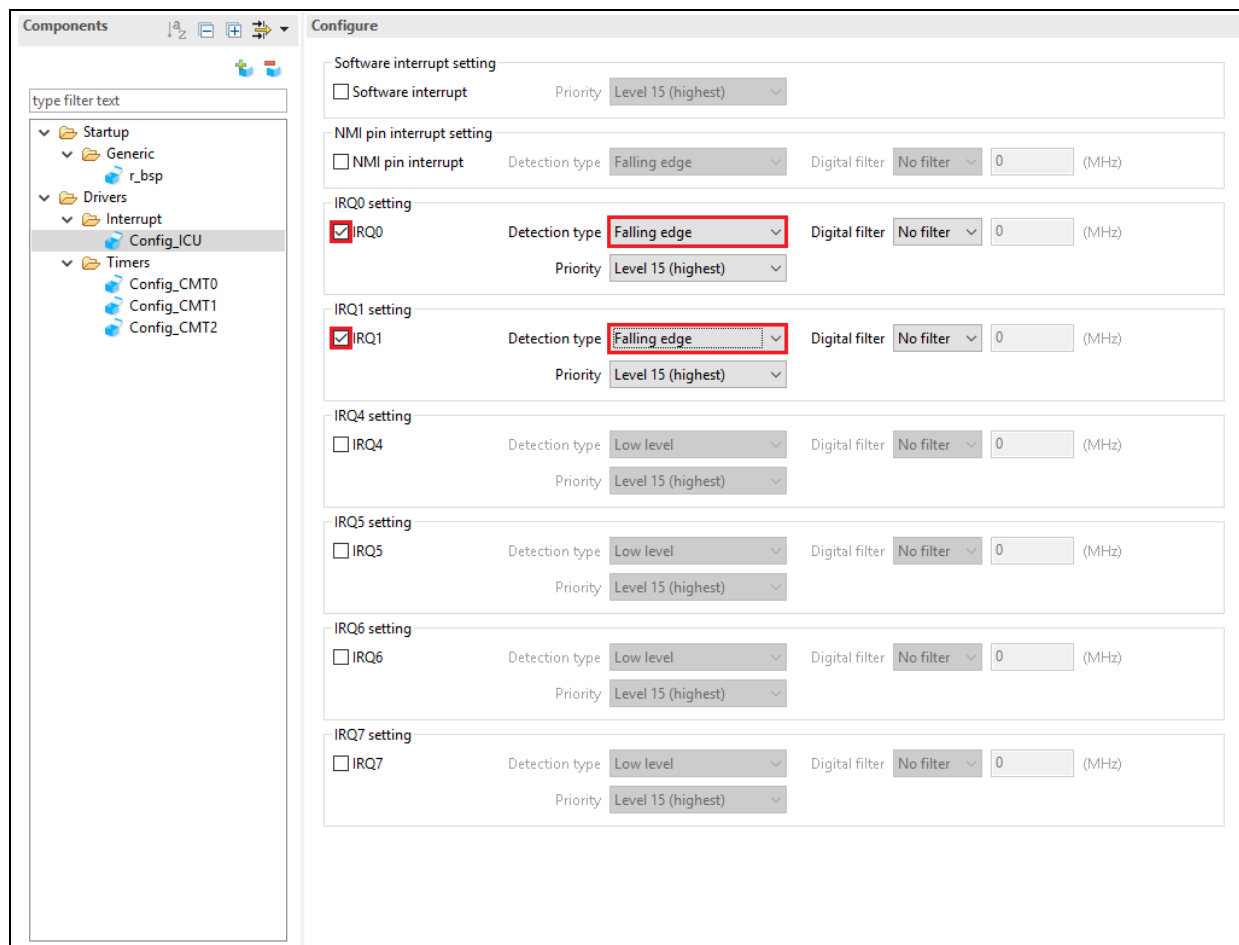 Components
Configure
type filter text
Startup
Generic
r_bsp
Drivers
Interrupt
Config_ICU
Timers
Config_CMT0
Config_CMT1
Config_CMT2
Software interrupt setting
Software interrupt Priority Level 15 (highest)
NMI pin interrupt setting
NMI pin interrupt Detection type Falling edge Digital filter No filter 0 (MHz)
IRQ0 setting
IRQ0 Detection type Falling edge Digital filter No filter 0 (MHz)
Priority Level 15 (highest)
IRQ1 setting
IRQ1 Detection type Falling edge Digital filter No filter 0 (MHz)
Priority Level 15 (highest)
IRQ4 setting
IRQ4 Detection type Low level Digital filter No filter 0 (MHz)
Priority Level 15 (highest)
IRQ5 setting
IRQ5 Detection type Low level Digital filter No filter 0 (MHz)
Priority Level 15 (highest)
IRQ6 setting
IRQ6 Detection type Low level Digital filter No filter 0 (MHz)
Priority Level 15 (highest)
IRQ7 setting
IRQ7 Detection type Low level Digital filter No filter 0 (MHz)
Priority Level 15 (highest)